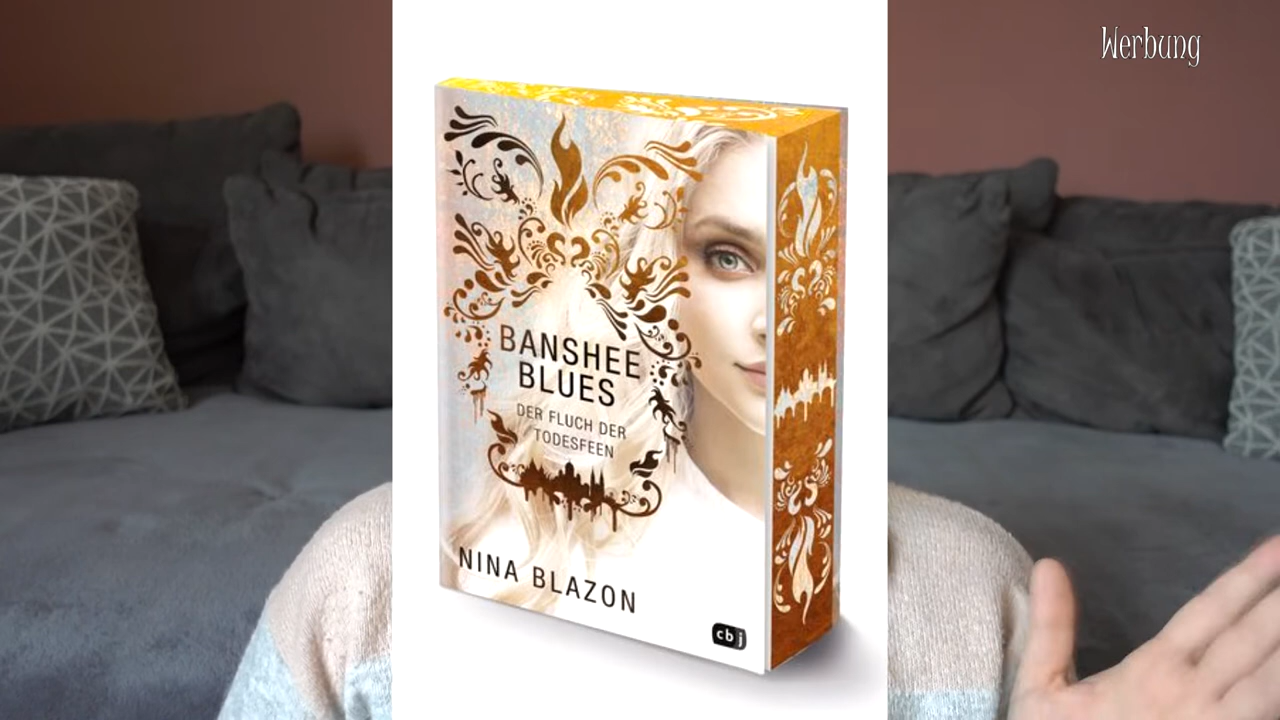 Werbung
BANSHEE
BLUES
DER FLUCH DER
TODESFEEN
NINA BLAZON
cbj